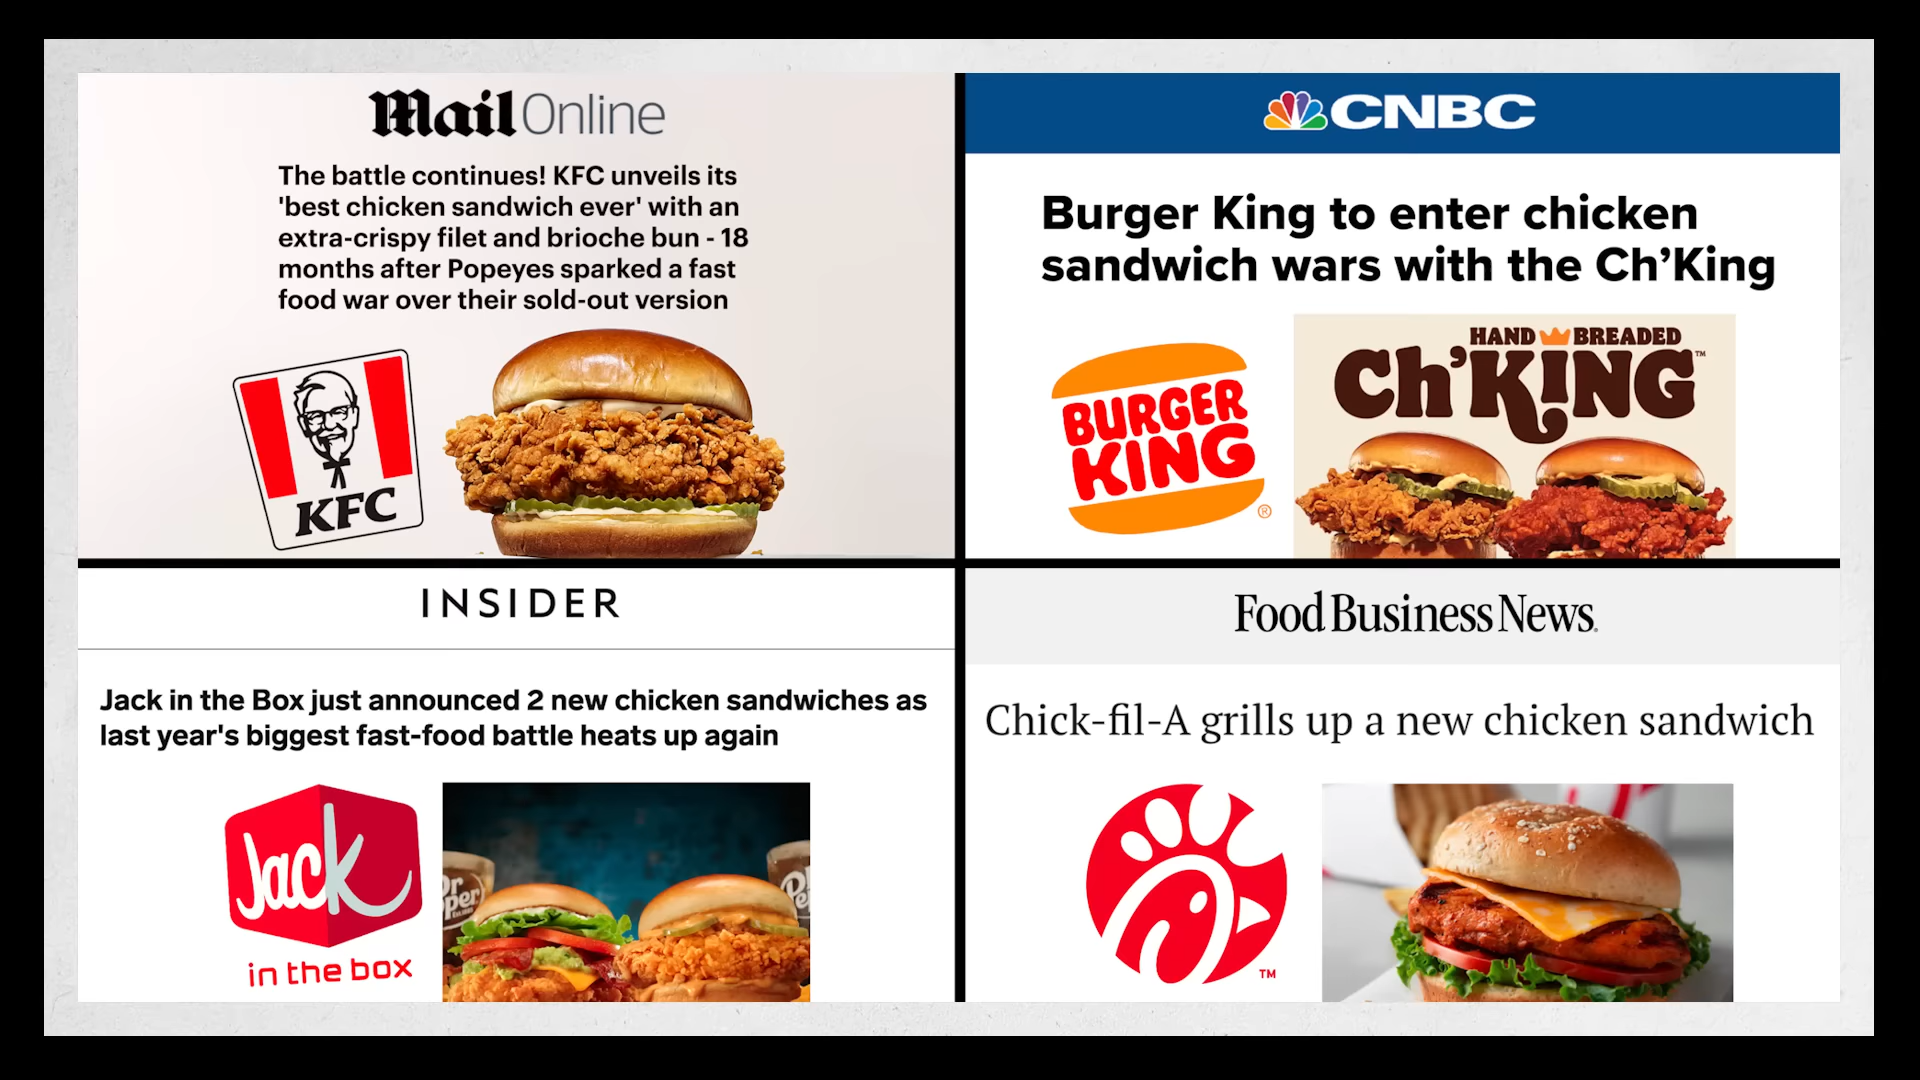 Mail Online
The battle continues! KFC unveils its
'best chicken sandwich ever' with an
extra-crispy filet and brioche bun - 18
months after Popeyes sparked a fast
food war over their sold-out version
KFC
CNBC
Burger King to enter chicken
sandwich wars with the Ch’King
BURGER
KING
®
HAND BREADED
Ch’KING™
INSIDER
Jack in the Box just announced 2 new chicken sandwiches as
last year's biggest fast-food battle heats up again
Jack
in the box
Food Business News.
Chick-fil-A grills up a new chicken sandwich
TM